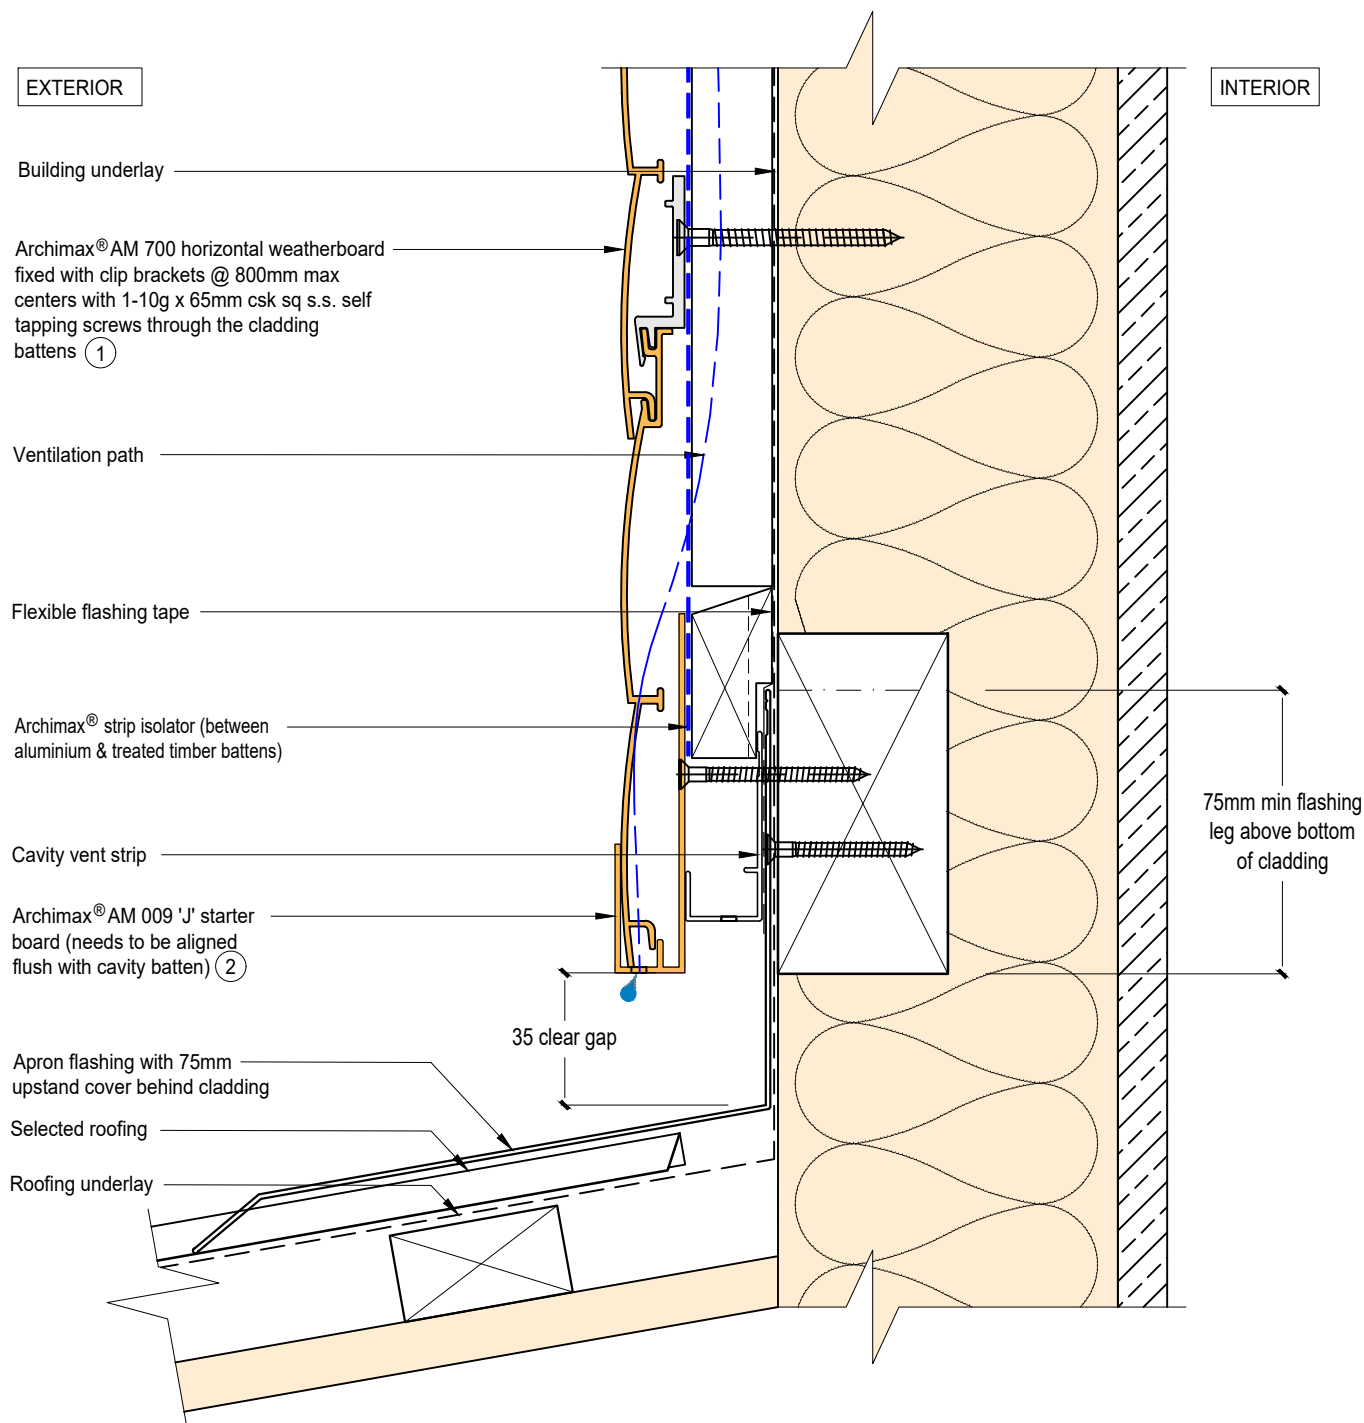 EXTERIOR
INTERIOR
Building underlay
Archimax® AM 700 horizontal weatherboard
fixed with clip brackets @ 800mm max
centers with 1-10g x 65mm csk sq s.s. self
tapping screws through the cladding
battens 1
Ventilation path
Flexible flashing tape
Archimax® strip isolator (between
aluminium & treated timber battens)
75mm min flashing
leg above bottom
of cladding
Cavity vent strip
Archimax® AM 009 'J' starter
board (needs to be aligned
flush with cavity batten) 2
35 clear gap
Apron flashing with 75mm
upstand cover behind cladding
Selected roofing
Roofing underlay